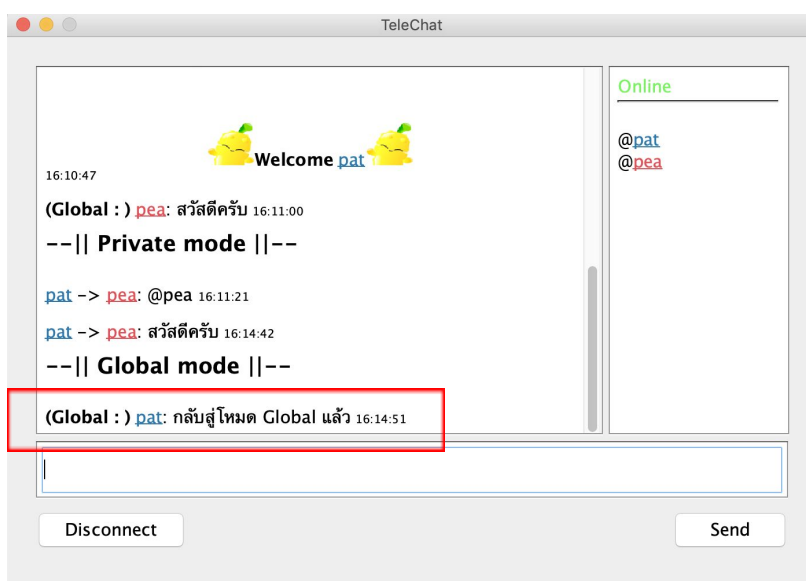 TeleChat
Welcome pat
16:10:47
(Global : ) pea: สวัสดีครับ 16:11:00
--|| Private mode ||--
pat -> pea: @pea 16:11:21
pat -> pea: สวัสดีครับ 16:14:42
--|| Global mode ||--
(Global : ) pat: กลับสู่โหมด Global แล้ว 16:14:51
Online
@pat
@pea
Disconnect
Send